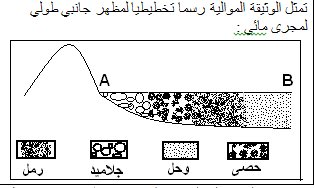 تمثل الوثيقة الموالية رسما تخطيطيا لمظهر جانبي طولي
لمجرى مائي :
A B
رمل جلاميد وحل حصى